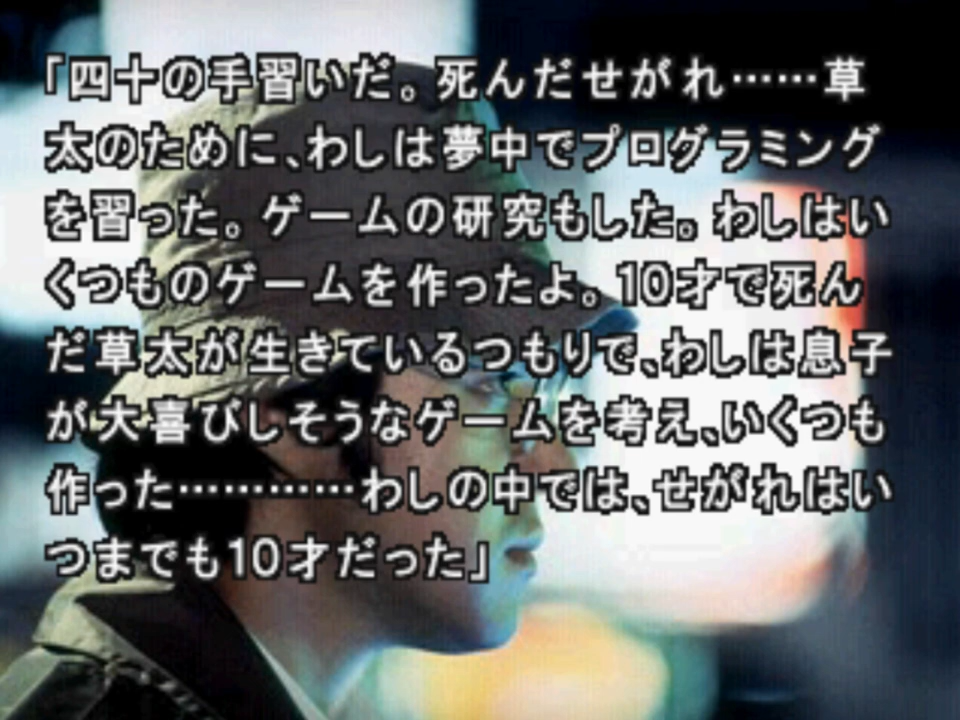 「四十の手習いだ。死んだせがれ……草
太のために、わしは夢中でプログラミング
を習った。ゲームの研究もした。わしはい
くつものゲームを作ったよ。10才で死ん
だ草太が生きているつもりで、わしは息子
が大喜びしそうなゲームを考え、いくつも
作った…………わしの中では、せがれはい
つまでも10才だった」